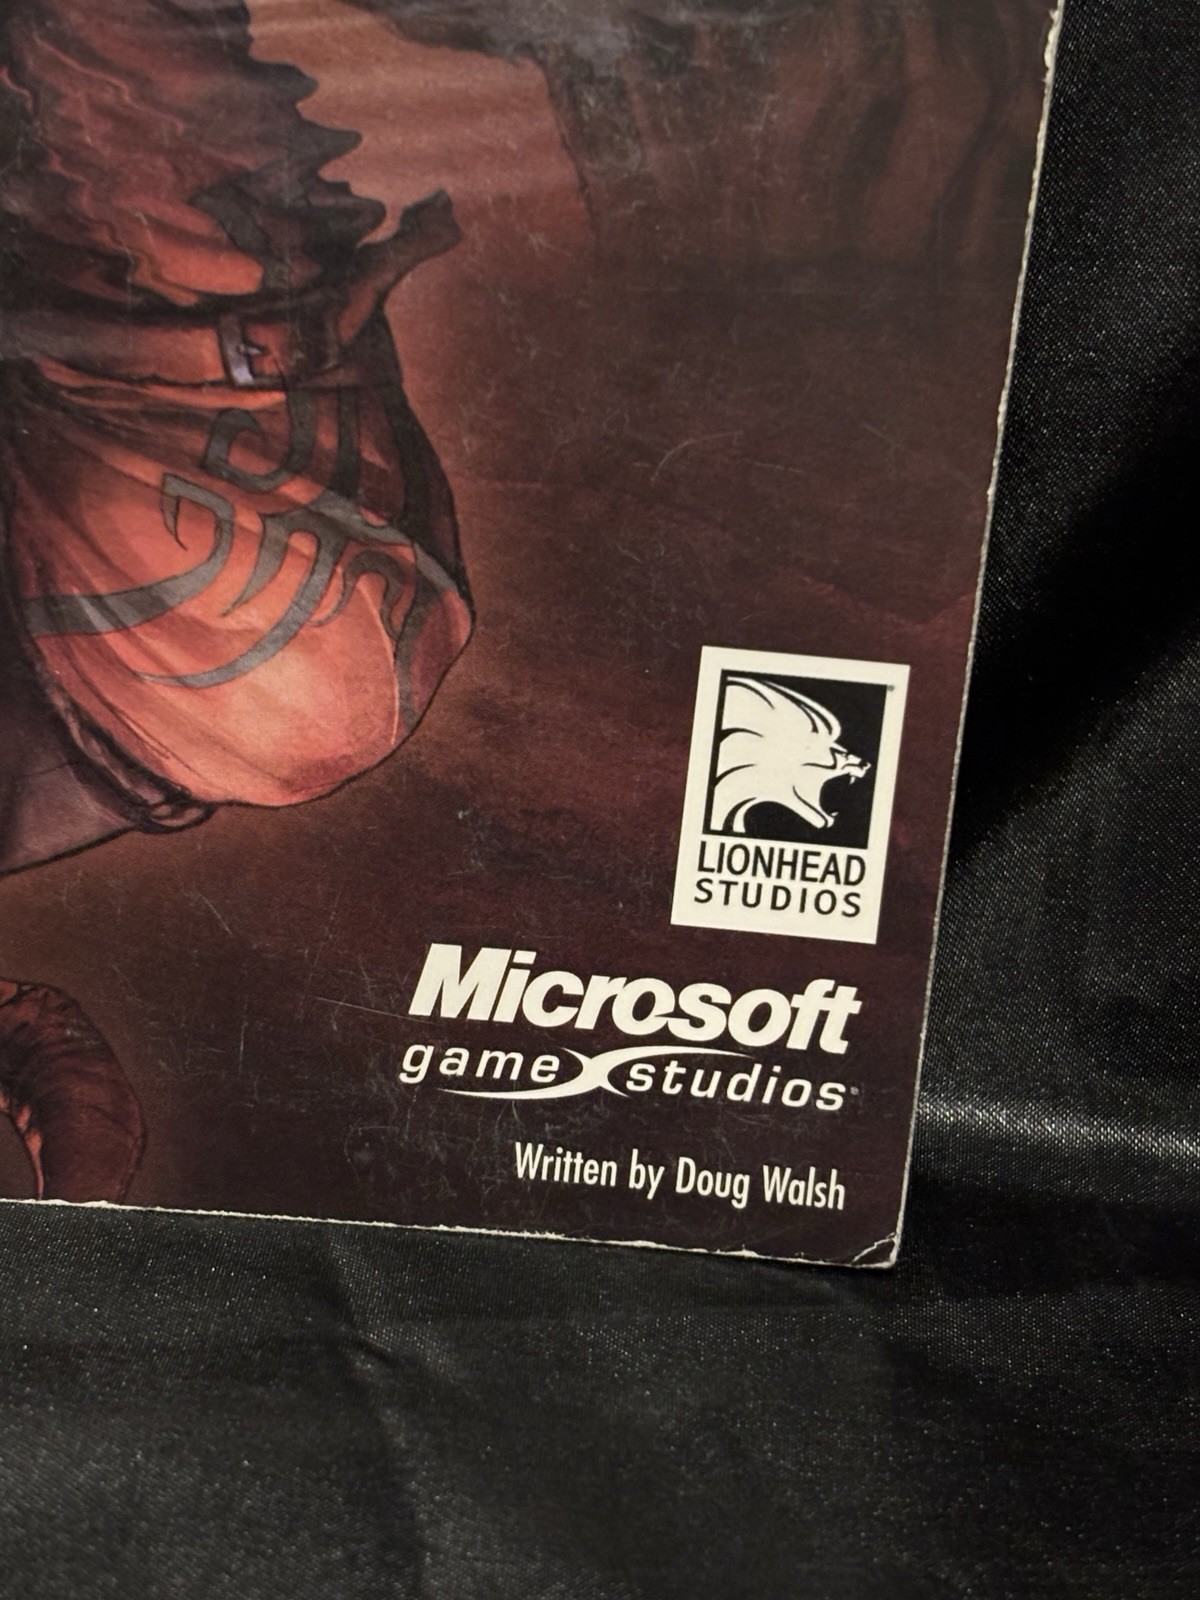 LIONHEAD
STUDIOS
Microsoft
game studios
Written by Doug Walsh